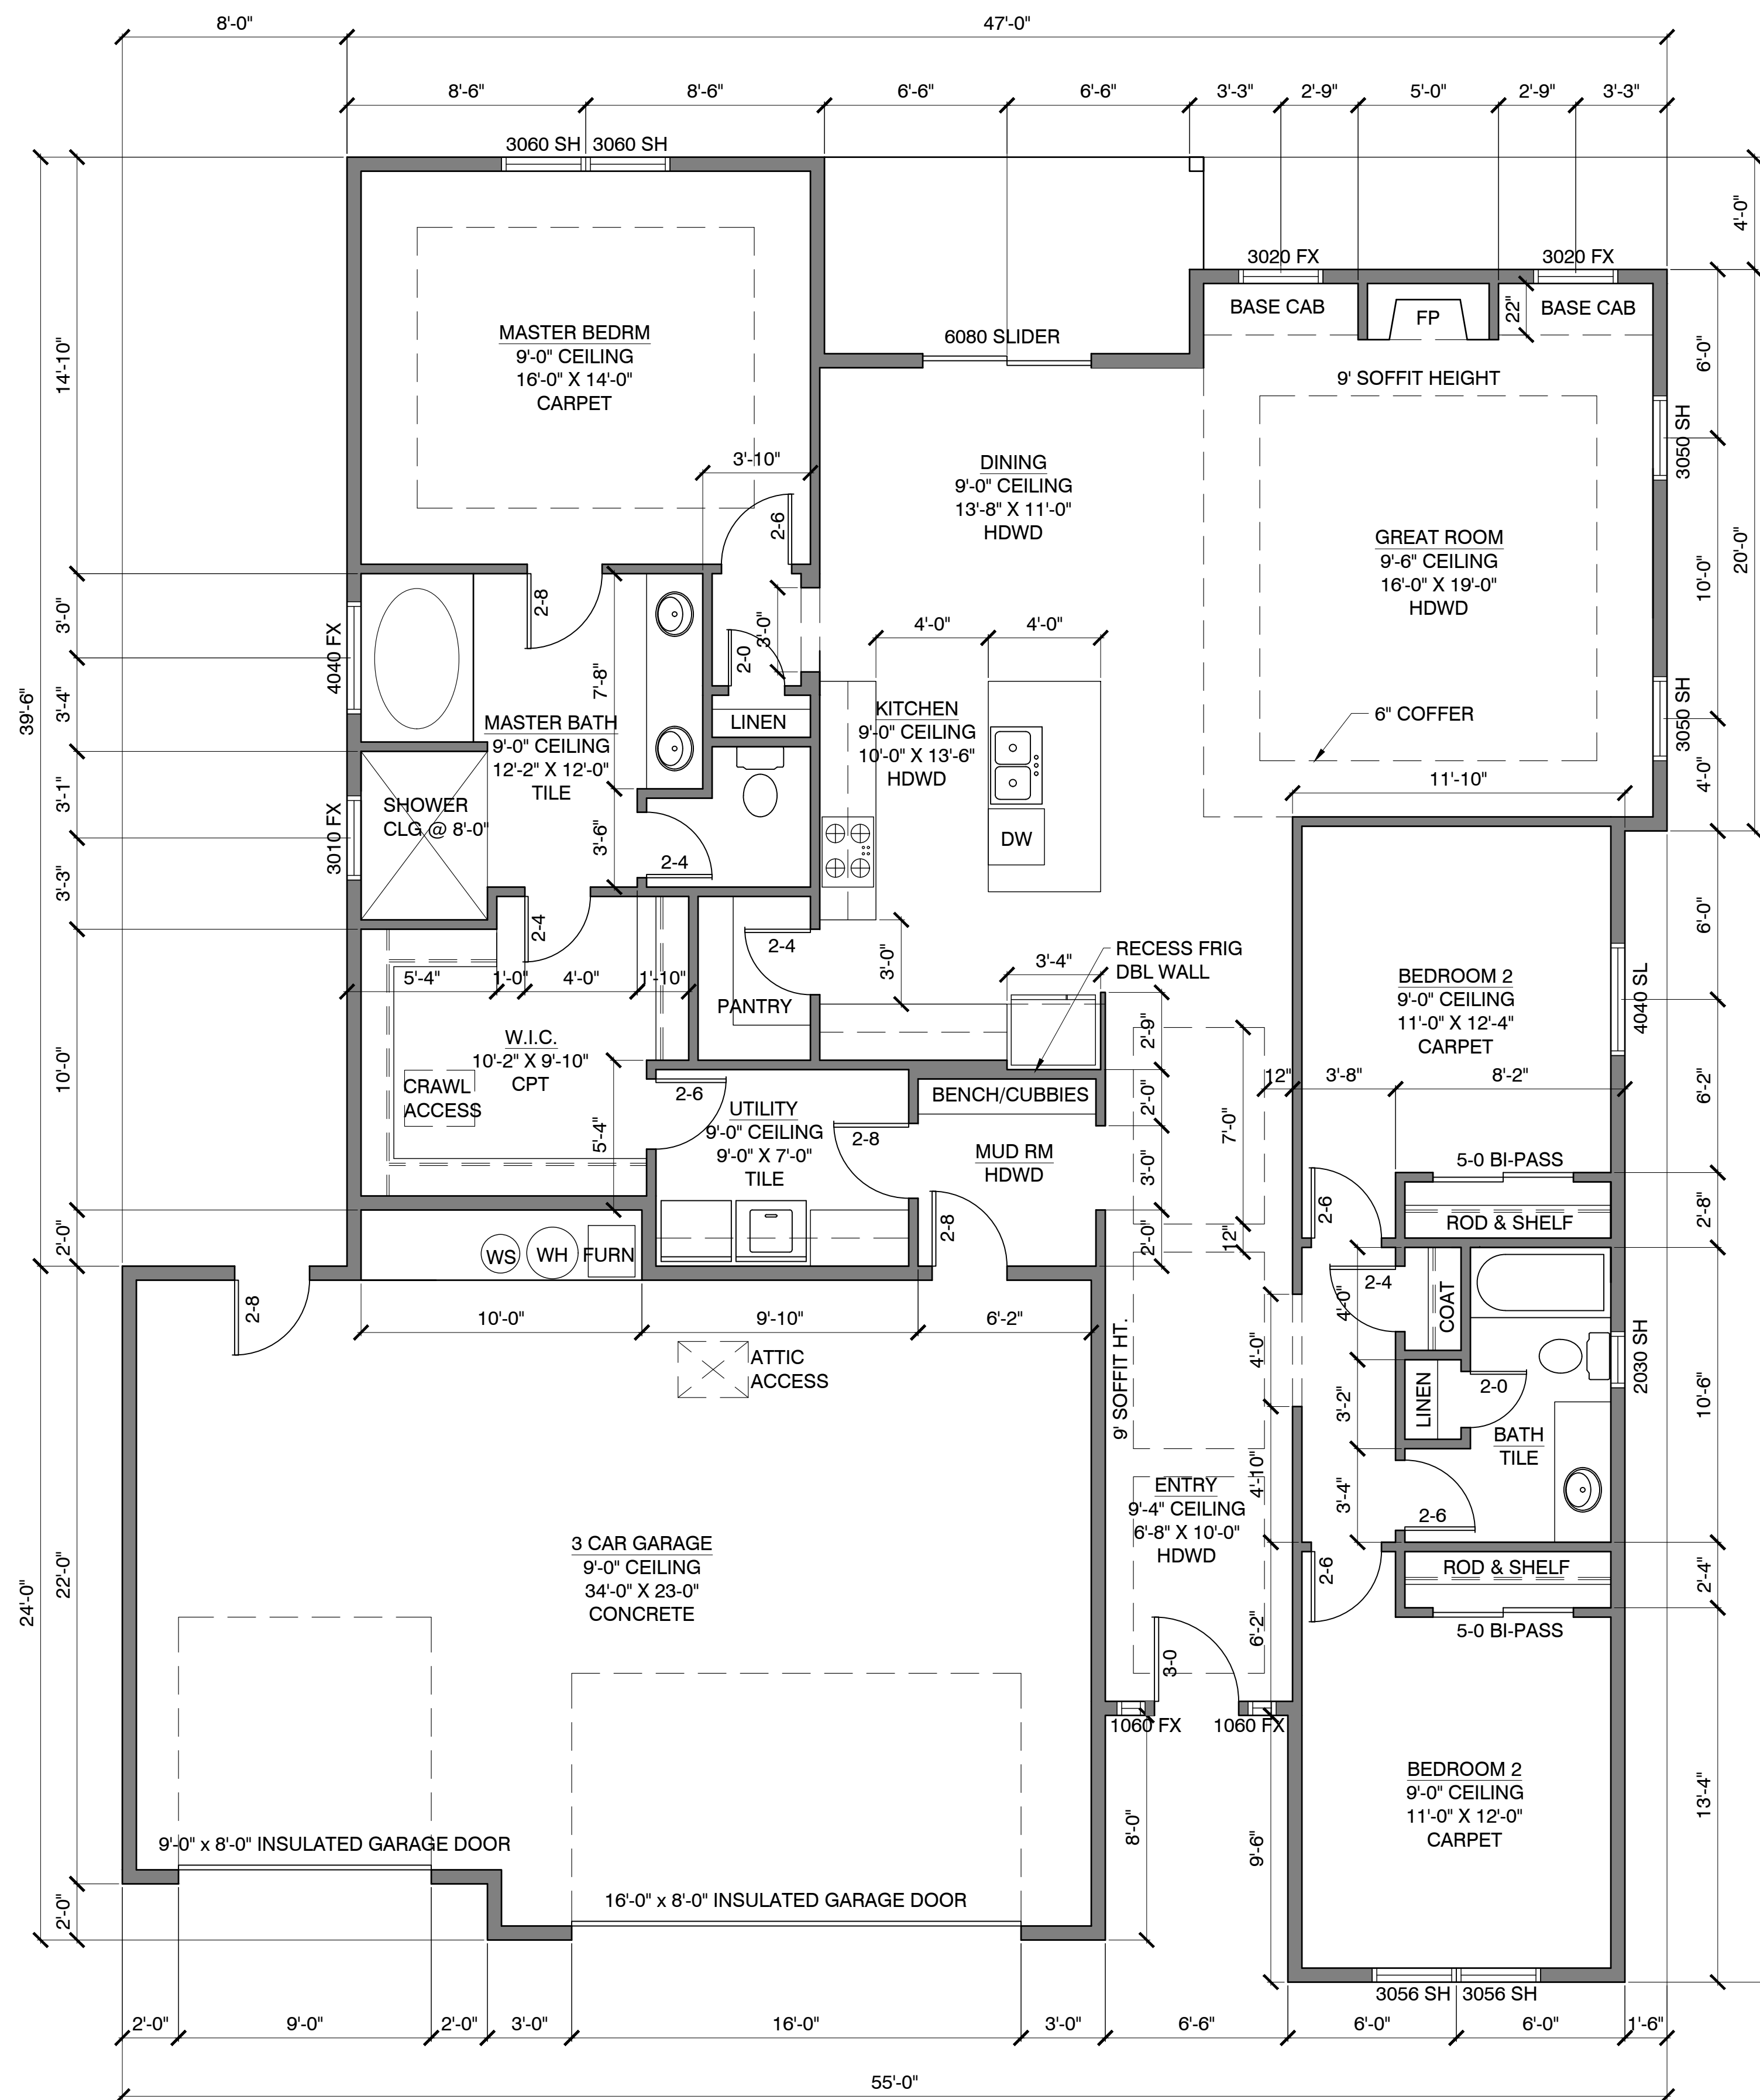 8'-0"
47'-0"
8'-6"
8'-6"
6'-6"
6'-6"
3'-3"
2'-9"
5'-0"
2'-9"
3'-3"
3060 SH
3060 SH
4'-0"
3020 FX
3020 FX
BASE CAB
FP
22"
BASE CAB
6080 SLIDER
MASTER BEDRM
9'-0" CEILING
16'-0" X 14'-0"
CARPET
14'-10"
9' SOFFIT HEIGHT
6'-0"
3050 SH
3'-10"
2-6
DINING
9'-0" CEILING
13'-8" X 11'-0"
HDWD
GREAT ROOM
9'-6" CEILING
16'-0" X 19'-0"
HDWD
10'-0"
20'-0"
3'-0"
4040 FX
2-8
7'-8"
2-0
3'-0"
4'-0"
4'-0"
39'-6"
3'-4"
MASTER BATH
9'-0" CEILING
12'-2" X 12'-0"
TILE
LINEN
KITCHEN
9'-0" CEILING
10'-0" X 13'-6"
HDWD
6" COFFER
3050 SH
4'-0"
11'-10"
3'-1"
3010 FX
SHOWER
CLG @ 8'-0"
3'-6"
2-4
DW
3'-3"
2-4
2-4
3'-0"
3'-4"
RECESS FRIG
DBL WALL
6'-0"
5'-4"
1'-0"
4'-0"
1'-10"
PANTRY
BEDROOM 2
9'-0" CEILING
11'-0" X 12'-4"
CARPET
4040 SL
10'-0"
W.I.C.
10'-2" X 9'-10"
CPT
CRAWL
ACCESS
2'-9"
12"
3'-8"
8'-2"
6'-2"
2-6
UTILITY
9'-0" CEILING
9'-0" X 7'-0"
TILE
5'-4"
2-8
BENCH/CUBBIES
2'-0"
7'-0"
MUD RM
HDWD
3'-0"
5-0 BI-PASS
2-6
ROD & SHELF
2'-8"
2'-0"
WS
WH
FURN
2-8
2'-0"
12"
2-8
10'-0"
9'-10"
6'-2"
2-4
4'-0"
COAT
ATTIC
ACCESS
9' SOFFIT HT.
4'-0"
3'-2"
LINEN
2-0
2030 SH
10'-6"
BATH
TILE
4'-10"
3'-4"
2-6
ENTRY
9'-4" CEILING
6'-8" X 10'-0"
HDWD
3 CAR GARAGE
9'-0" CEILING
34'-0" X 23-0"
CONCRETE
24'-0"
22'-0"
2-6
ROD & SHELF
2'-4"
5-0 BI-PASS
3-0
6'-2"
1060 FX
1060 FX
BEDROOM 2
9'-0" CEILING
11'-0" X 12'-0"
CARPET
13'-4"
8'-0"
9'-6"
9'-0" x 8'-0" INSULATED GARAGE DOOR
16'-0" x 8'-0" INSULATED GARAGE DOOR
2'-0"
3056 SH
3056 SH
2'-0"
9'-0"
2'-0"
3'-0"
16'-0"
3'-0"
6'-6"
6'-0"
6'-0"
1'-6"
55'-0"